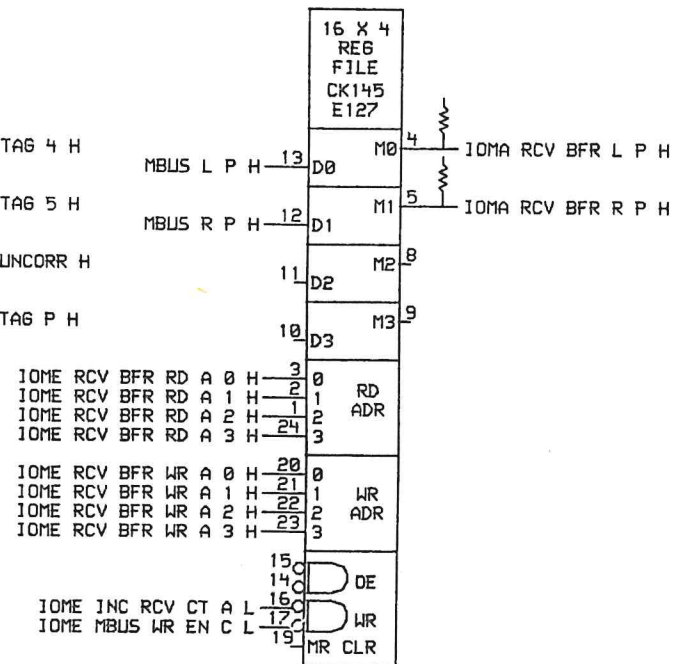 16 X 4
REG
FILE
CK145
E127
TAG 4 H
MBUS L P H 13 D0 M0 4 IOMA RCV BFR L P H
TAG 5 H
MBUS R P H 12 D1 M1 5 IOMA RCV BFR R P H
UNCORR H
11 D2 M2 8
TAG P H
10 D3 M3 9
IOME RCV BFR RD A 0 H 3 0
IOME RCV BFR RD A 1 H 2 1 RD
IOME RCV BFR RD A 2 H 1 2 ADR
IOME RCV BFR RD A 3 H 24 3
IOME RCV BFR WR A 0 H 20 0
IOME RCV BFR WR A 1 H 21 1 WR
IOME RCV BFR WR A 2 H 22 2 ADR
IOME RCV BFR WR A 3 H 23 3
15
14 OE
IOME INC RCV CT A L 16
IOME MBUS WR EN C L 17 WR
19 MR CLR